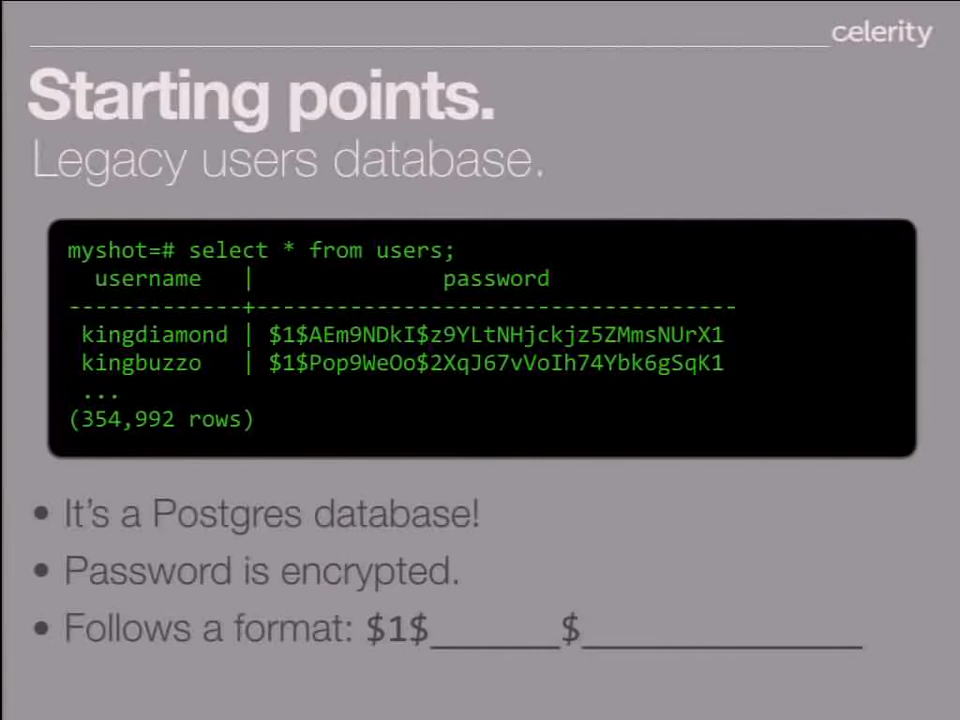 celerity
Starting points.
Legacy users database.
myshot=# select * from users;
username | password
-------------+------------------------------------
kingdiamond | $1$AEm9NDkI$z9YLtNHjckjz5ZMmsNUrX1
kingbuzzo | $1$Pop9WeOo$2XqJ67vVoIh74Ybk6gSqK1
...
(354,992 rows)
• It’s a Postgres database!
• Password is encrypted.
• Follows a format: $1$______$_____________